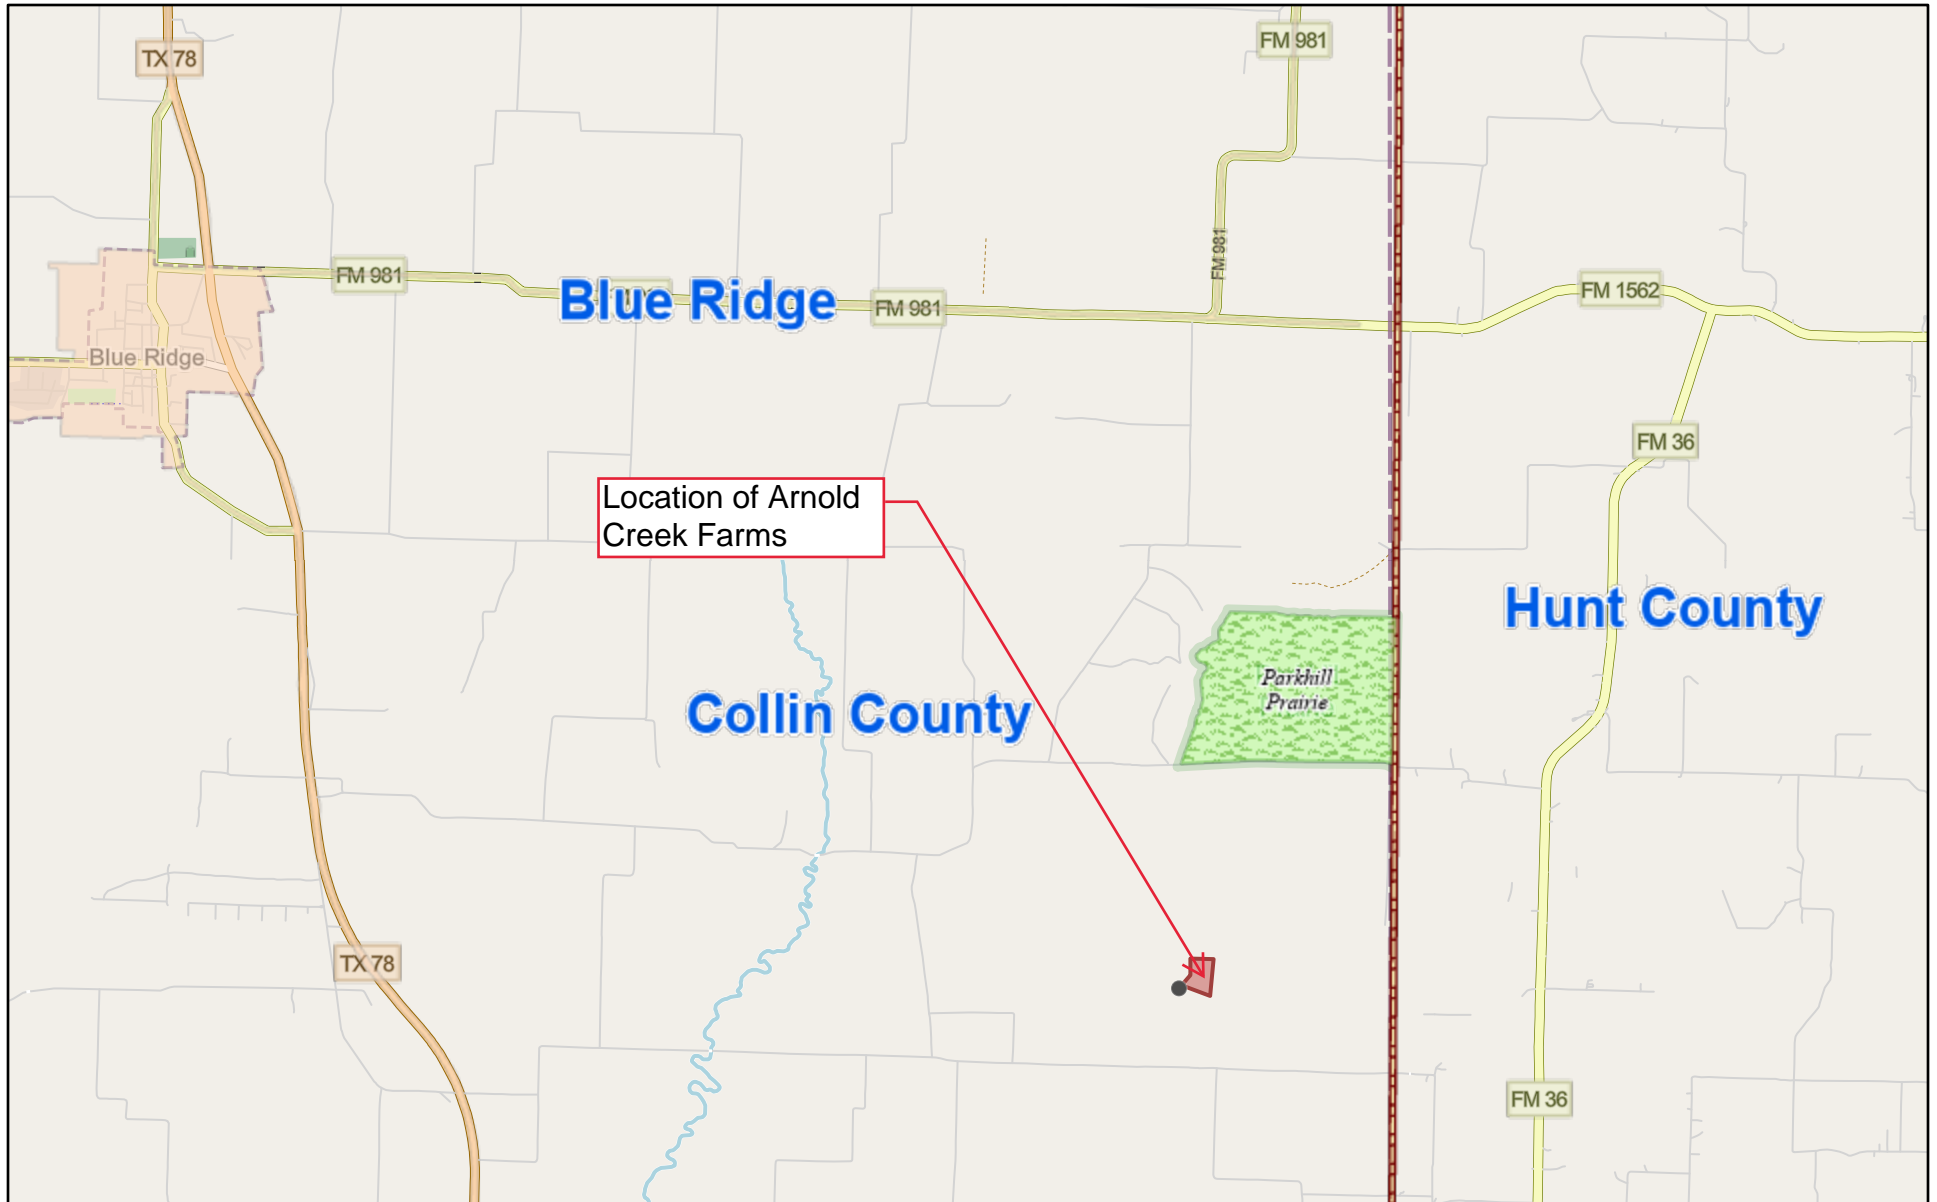 FM 981
TX 78
FM 981
FM 981
Blue Ridge
FM 981
FM 1562
Blue Ridge
FM 36
Location of Arnold
Creek Farms
Hunt County
Parkhill
Prairie
Collin County
TX 78
FM 36